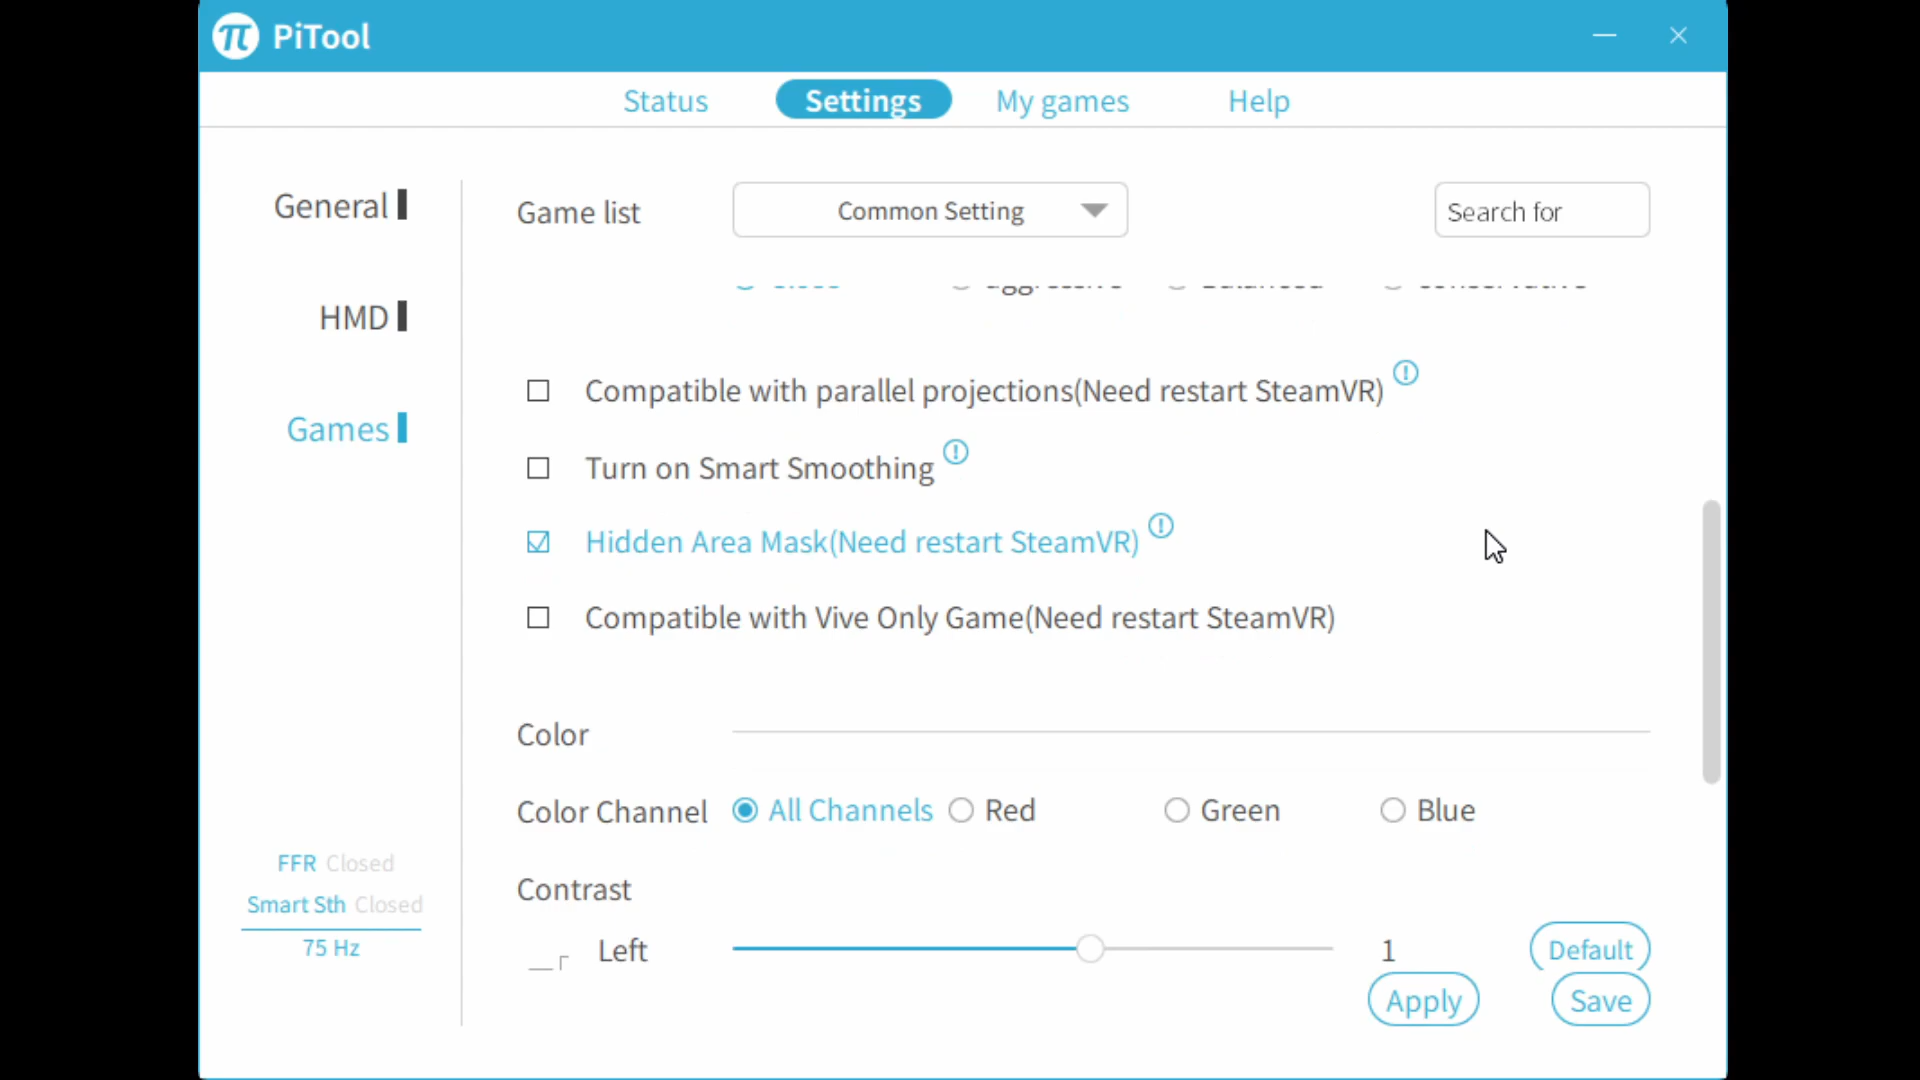 π PiTool
Status Settings My games Help
General
HMD
Games
Game list Common Setting Search for
Compatible with parallel projections(Need restart SteamVR)
Turn on Smart Smoothing
Hidden Area Mask(Need restart SteamVR)
Compatible with Vive Only Game(Need restart SteamVR)
Color
Color Channel All Channels Red Green Blue
Contrast
Left 1 Default
Apply Save
FFR Closed
Smart Sth Closed
75 Hz